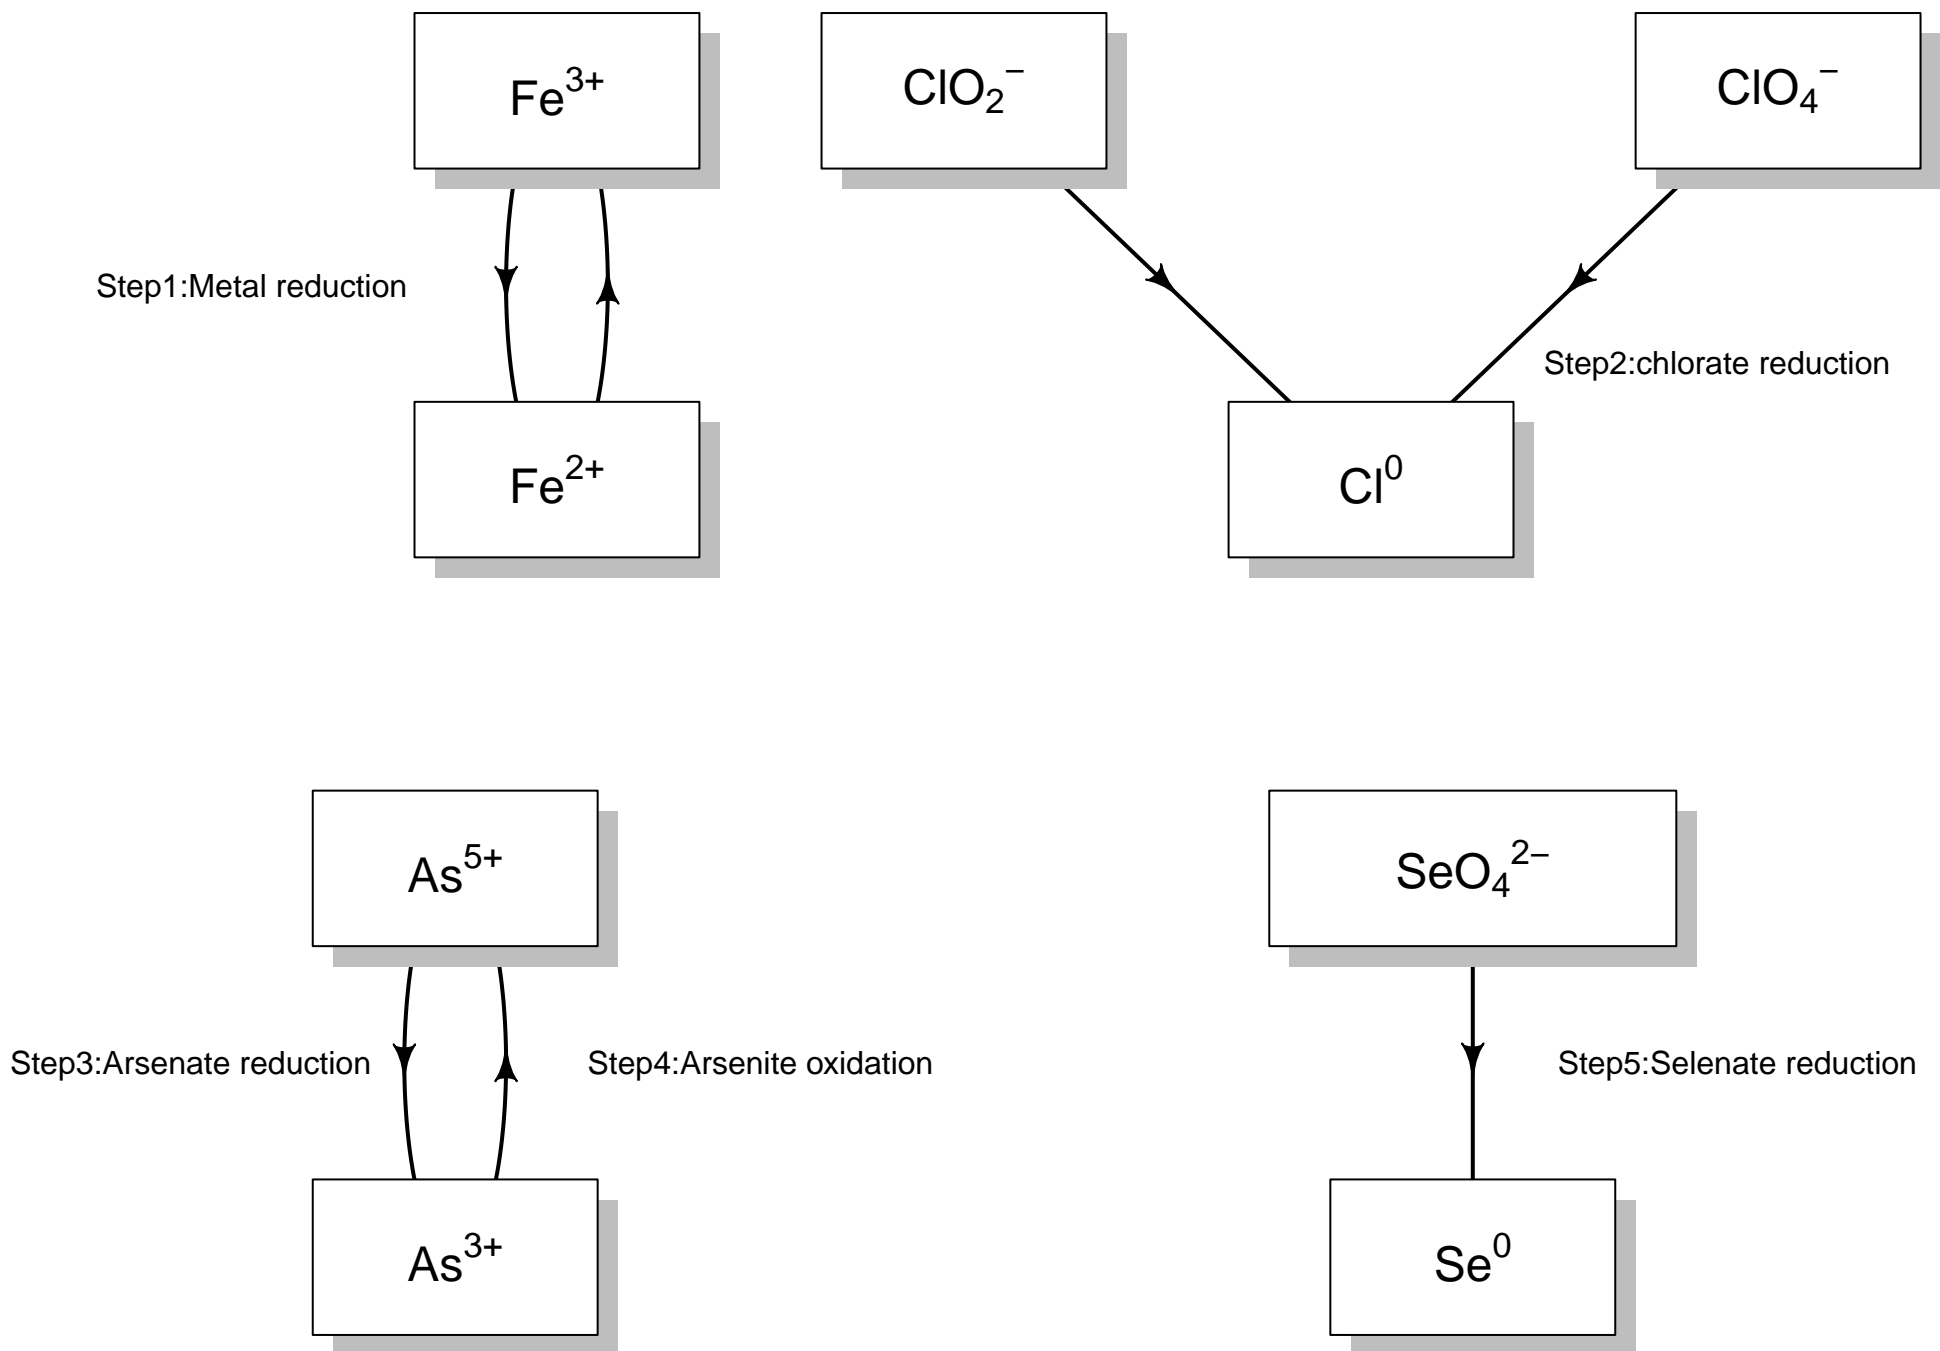 Fe³⁺
ClO₂⁻
ClO₄⁻
Step1:Metal reduction
Step2:chlorate reduction
Fe²⁺
Cl⁰
As⁵⁺
SeO₄²⁻
Step3:Arsenate reduction
Step4:Arsenite oxidation
Step5:Selenate reduction
As³⁺
Se⁰